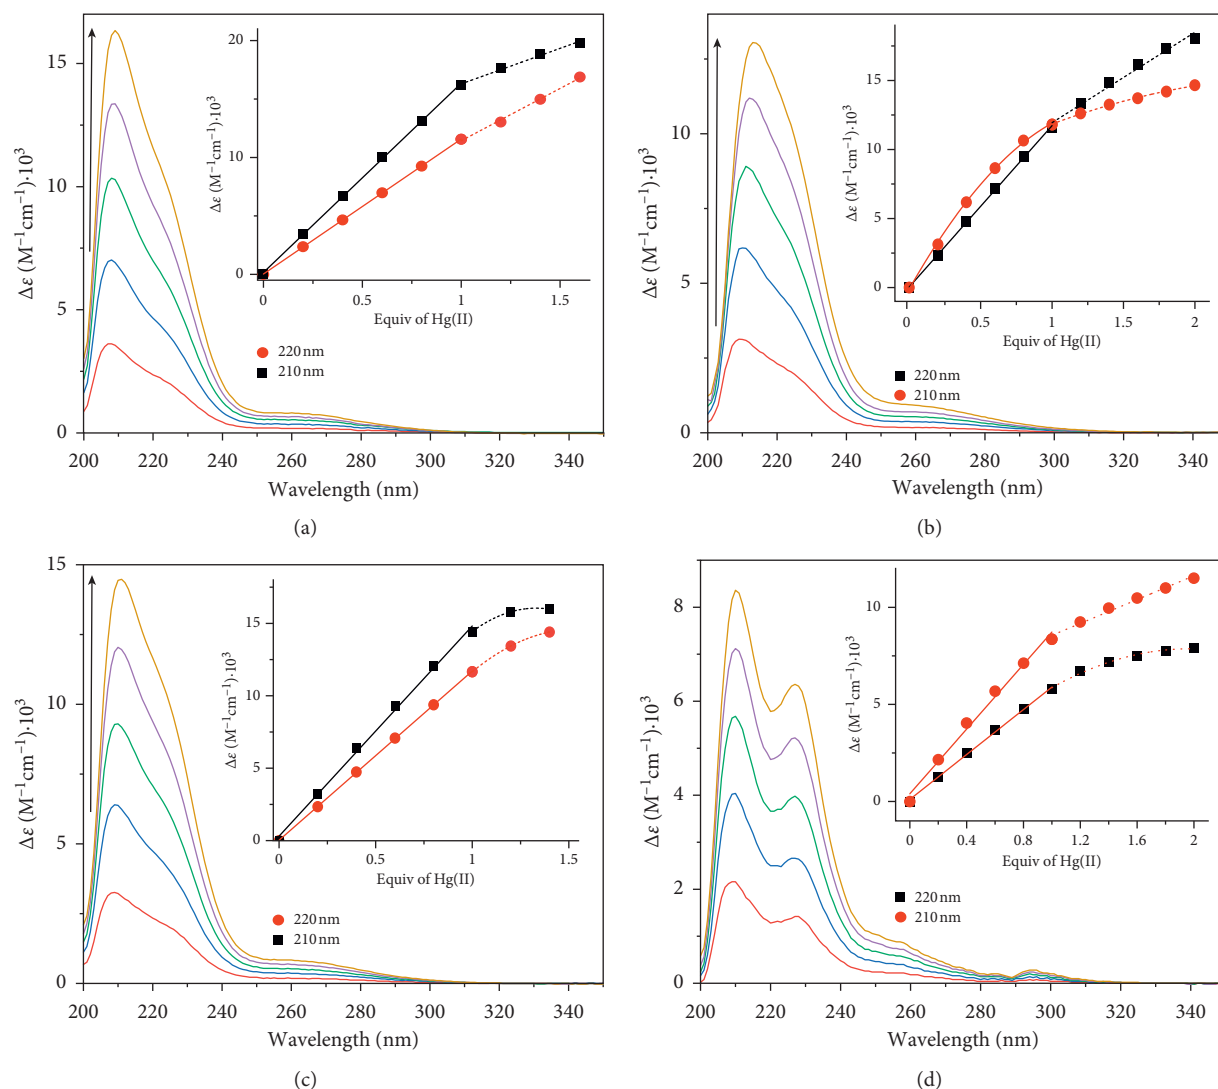 15
10
5
0
Δε (M⁻¹cm⁻¹)·10³
200 220 240 260 280 300 320 340
Wavelength (nm)
20
10
0
Δε (M⁻¹cm⁻¹)·10³
0 0.5 1.0 1.5
Equiv of Hg(II)
220 nm
210 nm
(a)
10
5
0
Δε (M⁻¹cm⁻¹)·10³
200 220 240 260 280 300 320 340
Wavelength (nm)
15
10
5
0
Δε (M⁻¹cm⁻¹)·10³
0 0.5 1 1.5 2
Equiv of Hg(II)
220 nm
210 nm
(b)
15
10
5
0
Δε (M⁻¹cm⁻¹)·10³
200 220 240 260 280 300 320 340
Wavelength (nm)
15
10
5
0
Δε (M⁻¹cm⁻¹)·10³
0 0.5 1 1.5
Equiv of Hg(II)
220 nm
210 nm
(c)
8
6
4
2
0
Δε (M⁻¹cm⁻¹)·10³
200 220 240 260 280 300 320 340
Wavelength (nm)
10
5
0
Δε (M⁻¹cm⁻¹)·10³
0 0.4 0.8 1.2 1.6 2
Equiv of Hg(II)
220 nm
210 nm
(d)